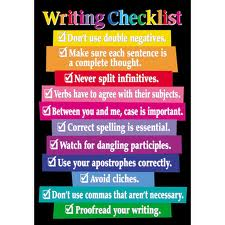 Writing Checklist
Don't use double negatives.
Make sure each sentence is
a complete thought.
Never split infinitives.
Verbs have to agree with their subjects.
Between you and me, case is important.
Correct spelling is essential.
Watch for dangling participles.
Use your apostrophes correctly.
Avoid cliches.
Don't use commas that aren't necessary.
Proofread your writing.